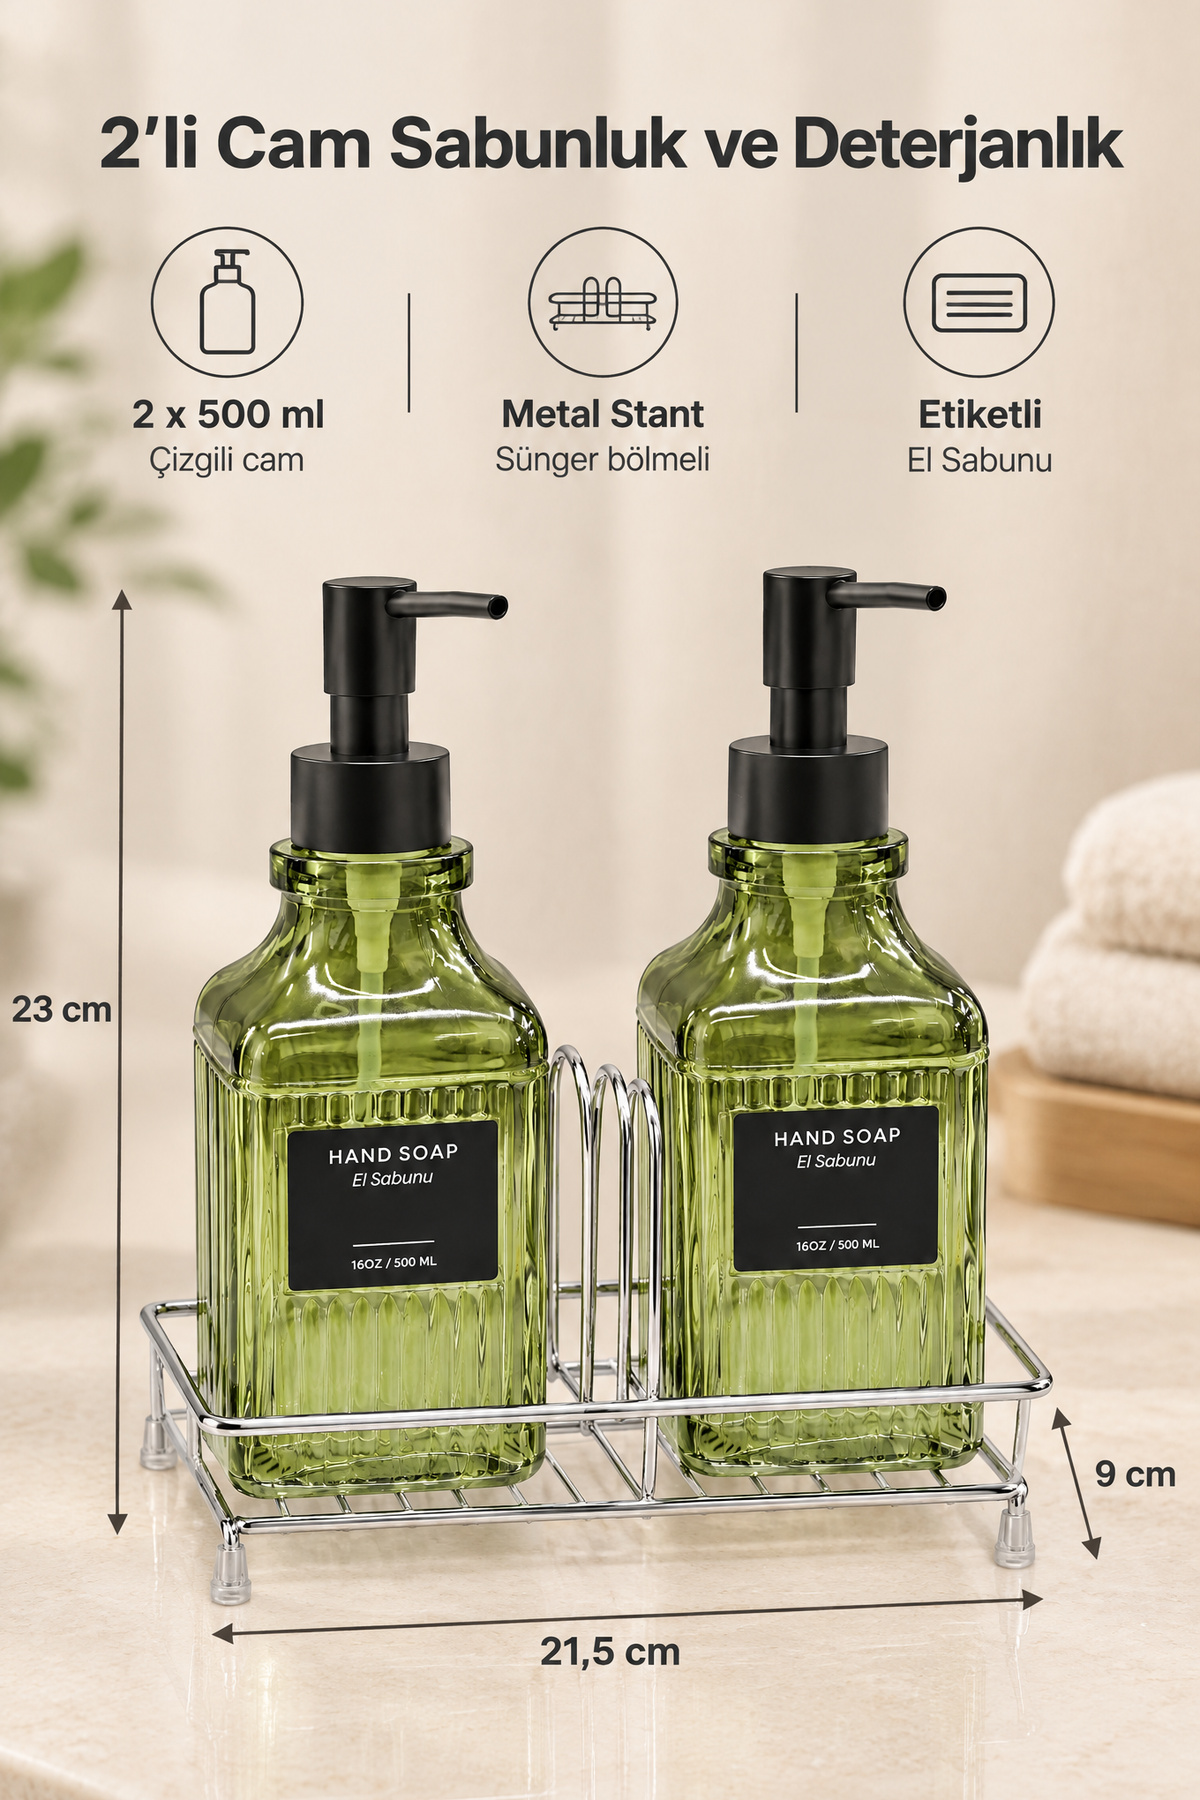 2'li Cam Sabunluk ve Deterjanlık
2 x 500 ml
Çizgili cam
Metal Stant
Sünger bölmeli
Etiketli
El Sabunu
23 cm
HAND SOAP
El Sabunu
16OZ / 500 ML
HAND SOAP
El Sabunu
16OZ / 500 ML
9 cm
21,5 cm